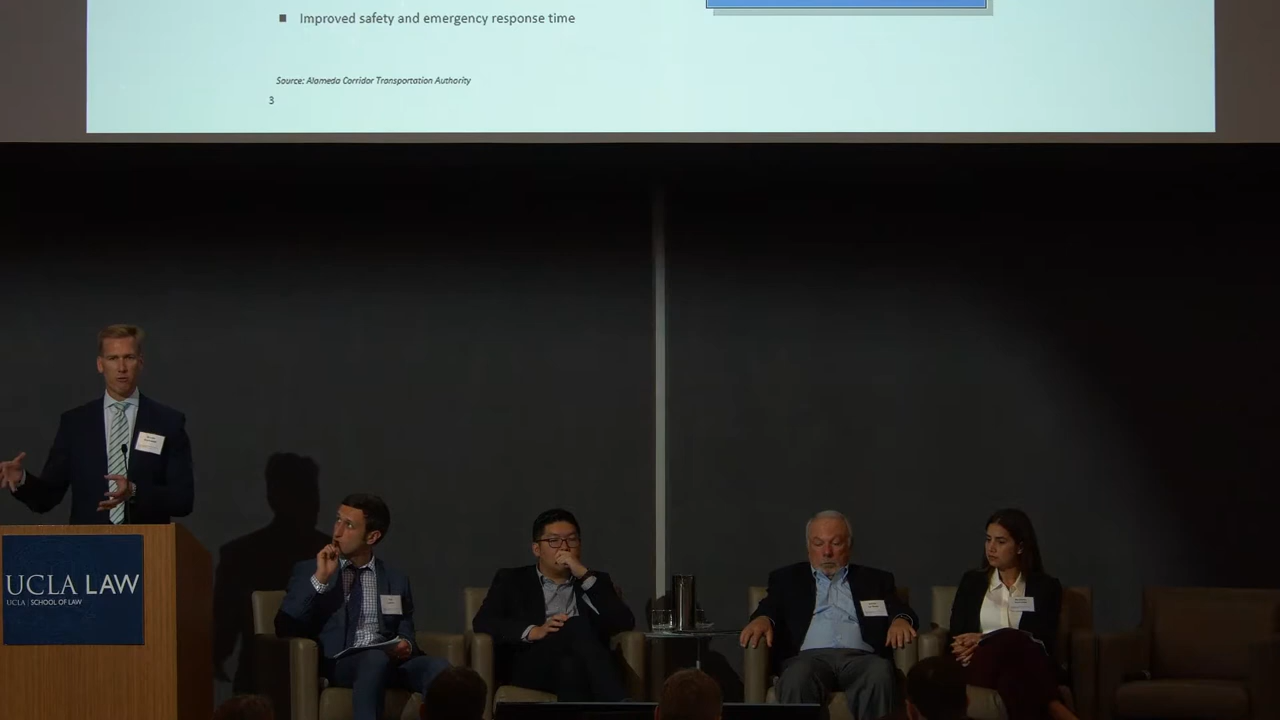 ■ Improved safety and emergency response time
Source: Alameda Corridor Transportation Authority
3
UCLA LAW
UCLA | SCHOOL OF LAW